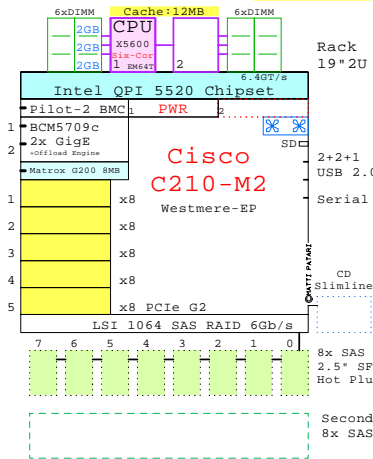 6xDIMM Cache:12MB 6xDIMM
2GB CPU
2GB X5600 2
Six-Cor
2GB 1 EM64T
Rack
19"2U
6.4GT/s
Intel QPI 5520 Chipset
Pilot-2 BMC 1 PWR 2
1 BCM5709c
2 2x GigE
+Offload Engine
SD
Matrox G200 8MB
Cisco
C210-M2
Westmere-EP
2+2+1
USB 2.0
Serial
1 x8
2 x8
3 x8
4 x8
5 x8 PCIe G2
©MATTI PATARI
CD
Slimline
LSI 1064 SAS RAID 6Gb/s
7 6 5 4 3 2 1 0
8x SAS
2.5" SF
Hot Plu
Second
8x SAS